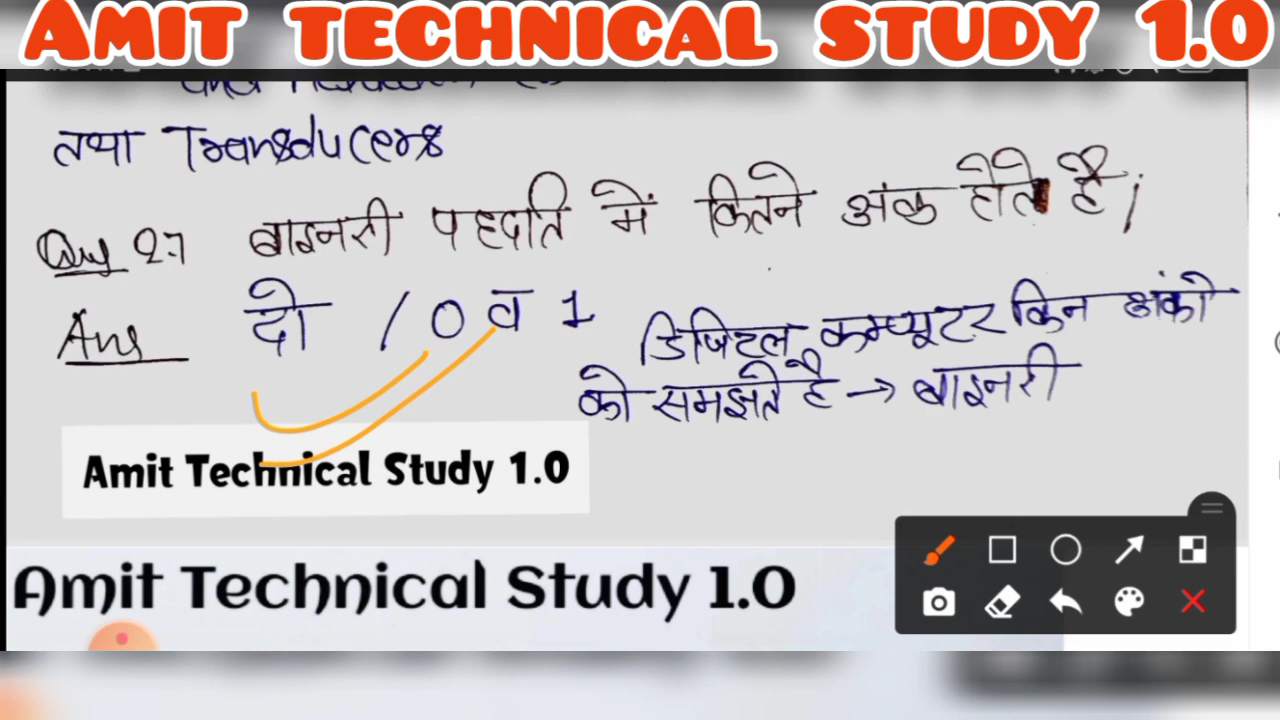 AMIT TECHNICAL STUDY 1.0
तथा Transducers
Que 27 बाइनरी पद्दति में कितने अंक होते है।
Ans दो / 0 व 1
डिजिटल कम्प्यूटर किन अंको
को समझते है → बाइनरी
Amit Technical Study 1.0
Amit Technical Study 1.0